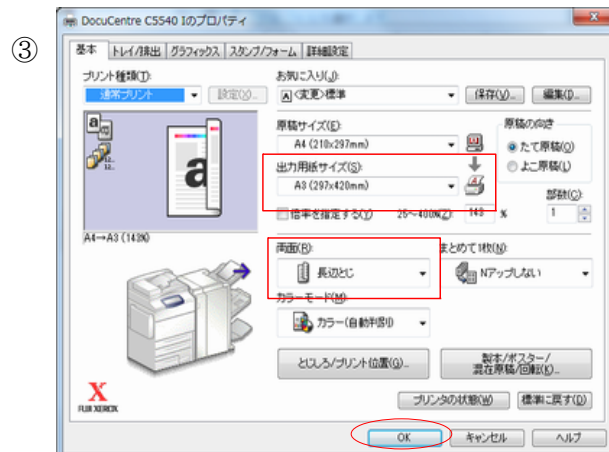 ③
DocuCentre C5540 Iのプロパティ
基本 トレイ/排出 グラフィックス スタンプ/フォーム 詳細設定
プリント種類(T):
通常プリント
設定(X)...
お気に入り(J):
<変更>標準
保存(V)...
編集(I)...
原稿サイズ(E):
A4 (210x297mm)
原稿の向き
たて原稿(O)
よこ原稿(L)
出力用紙サイズ(S):
A3 (297x420mm)
倍率を指定する(Y) 25～400%(Z): 143 %
部数(C):
1
A4→A3 (143%)
両面(R):
長辺とじ
まとめて1枚(N):
Nアップしない
カラーモード(M):
カラー(自動判別)
とじしろ/プリント位置(G)...
製本/ポスター/
混在原稿/回転(K)...
プリンタの状態(W)
標準に戻す(D)
FUJI XEROX
OK
キャンセル
ヘルプ